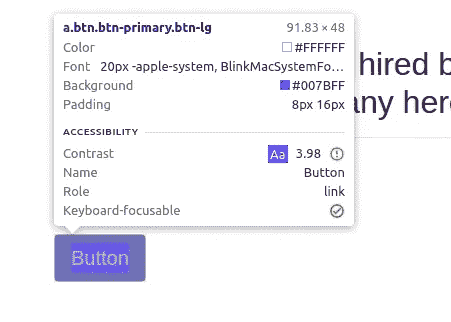 a.btn.btn-primary.btn-lg 91.83 × 48
Color #FFFFFF
Font 20px -apple-system, BlinkMacSystemFo…
Background #007BFF
Padding 8px 16px
ACCESSIBILITY
Contrast Aa 3.98
Name Button
Role link
Keyboard-focusable
hired b
any here
Button